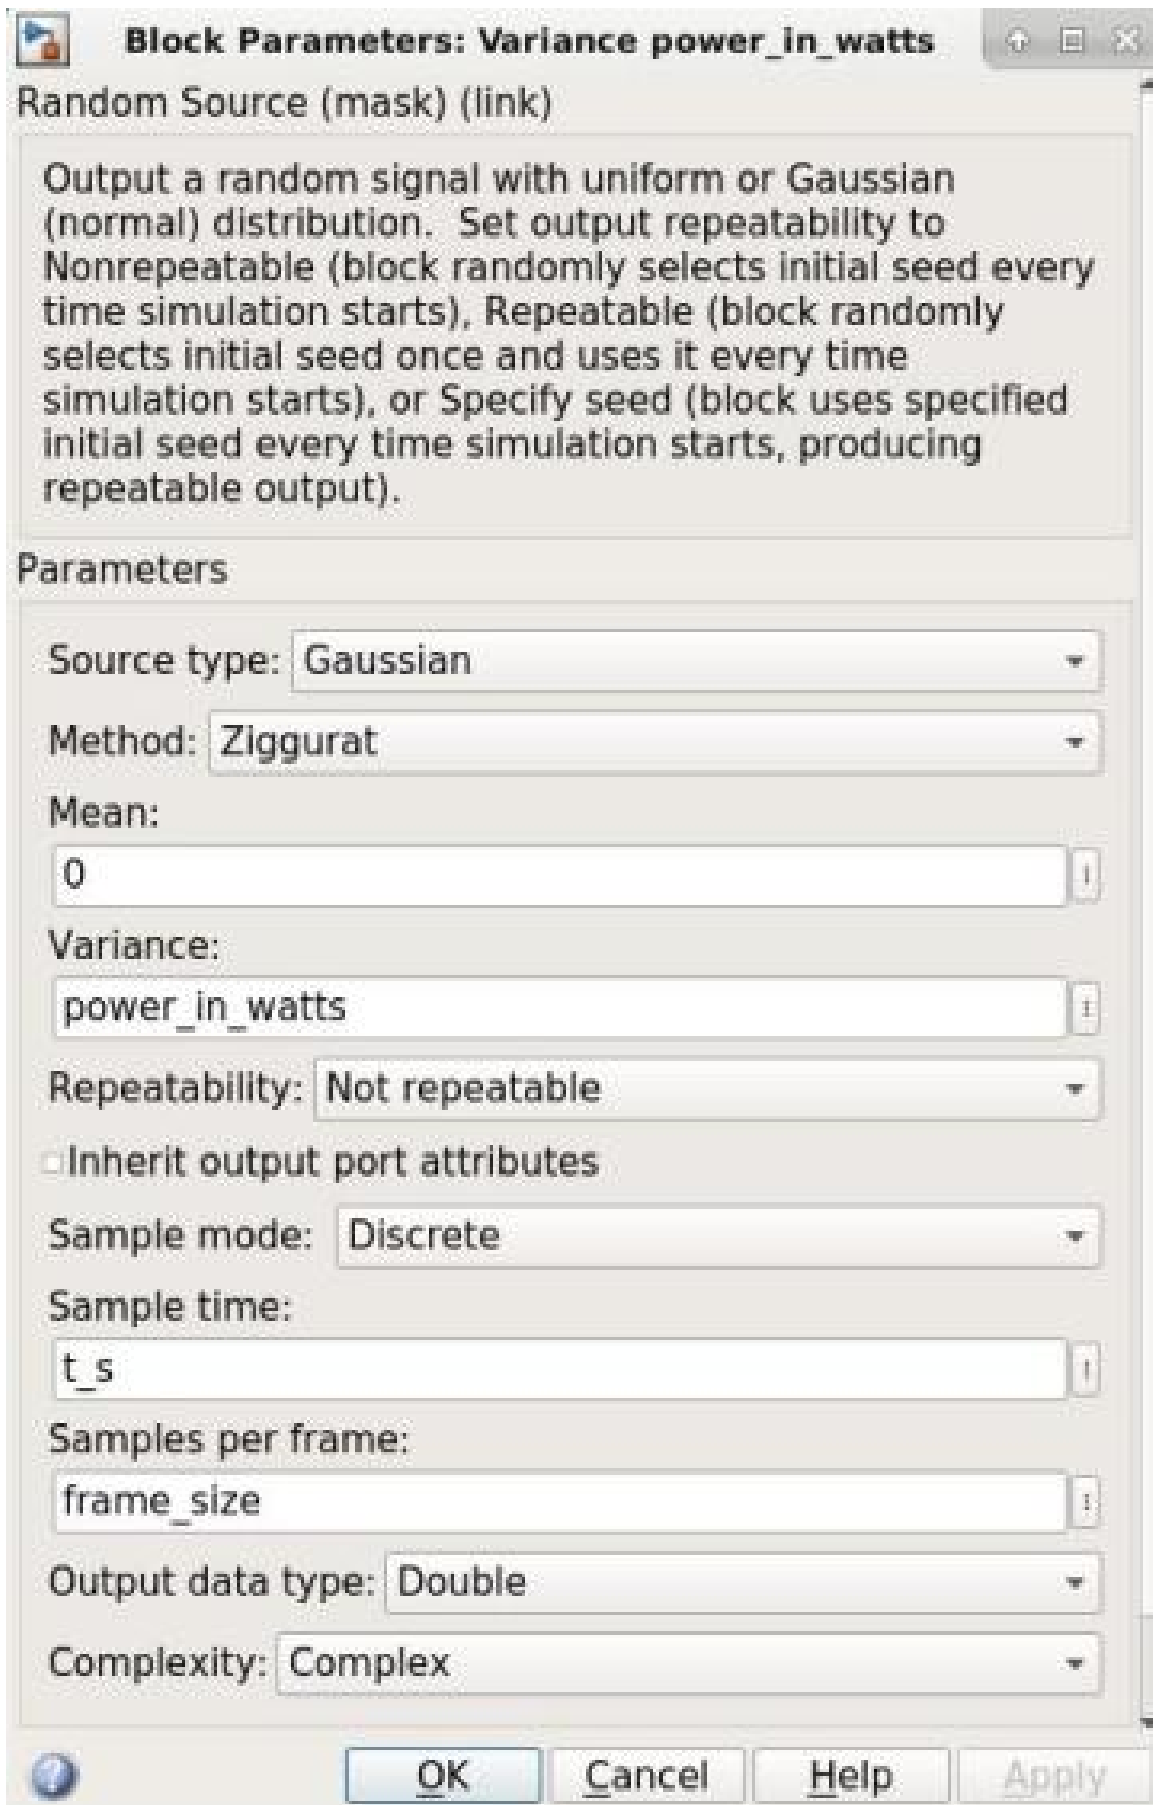 Block Parameters: Variance power_in_watts
Random Source (mask) (link)
Output a random signal with uniform or Gaussian
(normal) distribution.  Set output repeatability to
Nonrepeatable (block randomly selects initial seed every
time simulation starts), Repeatable (block randomly
selects initial seed once and uses it every time
simulation starts), or Specify seed (block uses specified
initial seed every time simulation starts, producing
repeatable output).
Parameters
Source type: Gaussian
Method: Ziggurat
Mean:
0
Variance:
power_in_watts
Repeatability: Not repeatable
Inherit output port attributes
Sample mode: Discrete
Sample time:
t_s
Samples per frame:
frame_size
Output data type: Double
Complexity: Complex
OK Cancel Help Apply